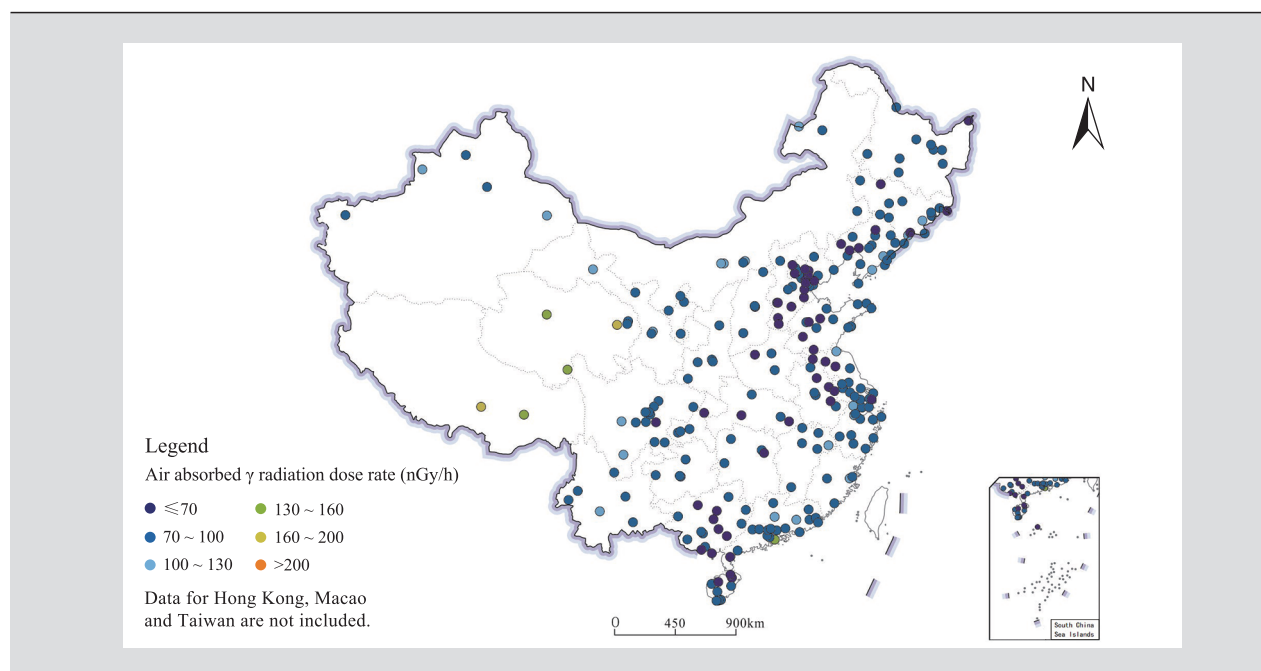 N
Legend
Air absorbed γ radiation dose rate (nGy/h)
≤70
130 ~ 160
70 ~ 100
160 ~ 200
100 ~ 130
>200
Data for Hong Kong, Macao
and Taiwan are not included.
0 450 900km
South China
Sea Islands